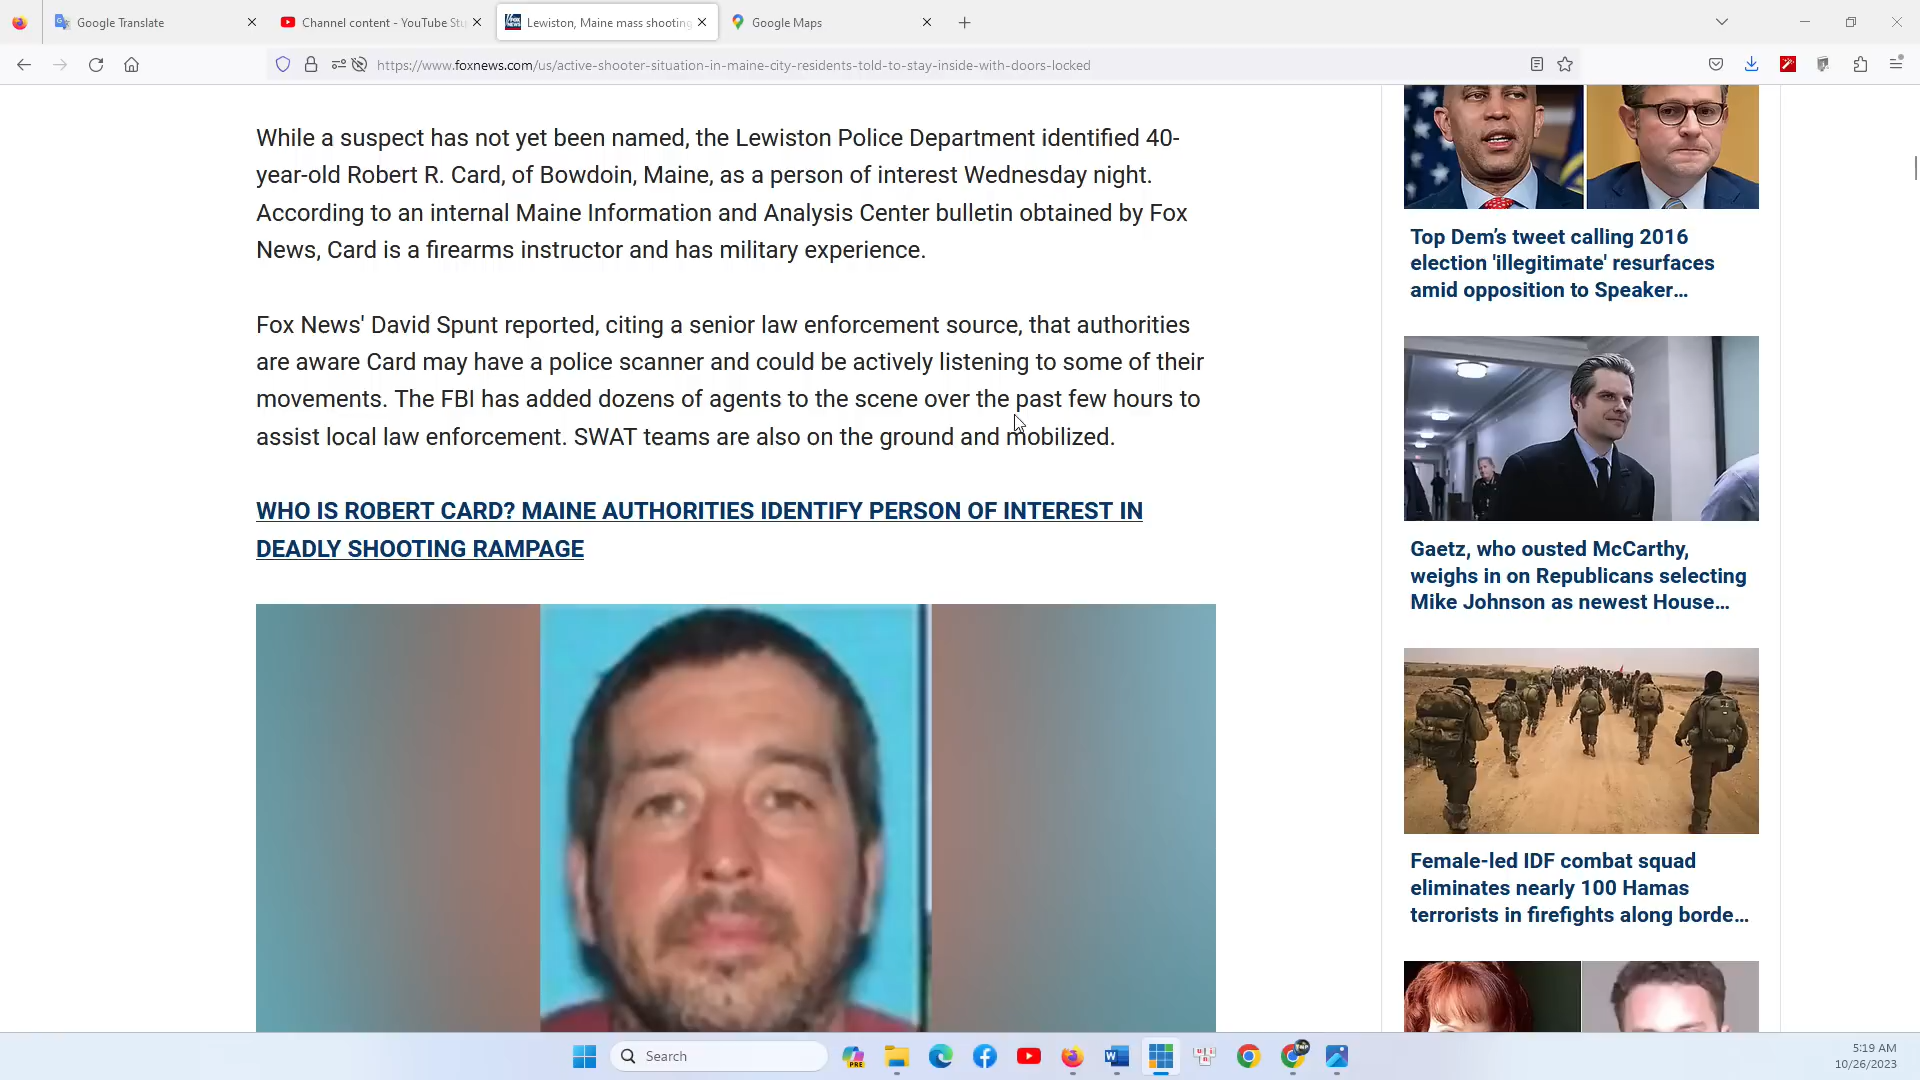 Google Translate
Channel content - YouTube Stu
Lewiston, Maine mass shooting
Google Maps
https://www.foxnews.com/us/active-shooter-situation-in-maine-city-residents-told-to-stay-inside-with-doors-locked
While a suspect has not yet been named, the Lewiston Police Department identified 40-
year-old Robert R. Card, of Bowdoin, Maine, as a person of interest Wednesday night.
According to an internal Maine Information and Analysis Center bulletin obtained by Fox
News, Card is a firearms instructor and has military experience.
Fox News' David Spunt reported, citing a senior law enforcement source, that authorities
are aware Card may have a police scanner and could be actively listening to some of their
movements. The FBI has added dozens of agents to the scene over the past few hours to
assist local law enforcement. SWAT teams are also on the ground and mobilized.
WHO IS ROBERT CARD? MAINE AUTHORITIES IDENTIFY PERSON OF INTEREST IN
DEADLY SHOOTING RAMPAGE
Top Dem's tweet calling 2016
election 'illegitimate' resurfaces
amid opposition to Speaker…
Gaetz, who ousted McCarthy,
weighs in on Republicans selecting
Mike Johnson as newest House…
Female-led IDF combat squad
eliminates nearly 100 Hamas
terrorists in firefights along borde…
Search
5:19 AM
10/26/2023